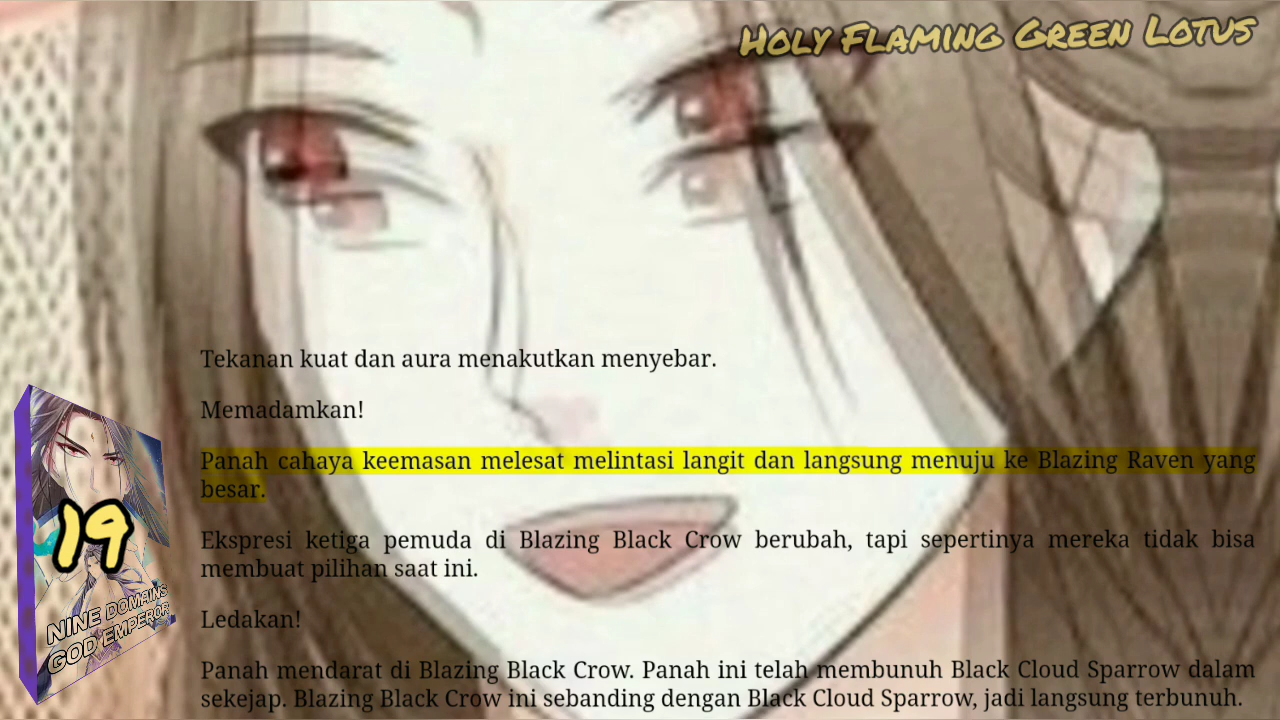 Holy Flaming Green Lotus
Tekanan kuat dan aura menakutkan menyebar.
Memadamkan!
Panah cahaya keemasan melesat melintasi langit dan langsung menuju ke Blazing Raven yang
besar.
Ekspresi ketiga pemuda di Blazing Black Crow berubah, tapi sepertinya mereka tidak bisa
membuat pilihan saat ini.
Ledakan!
Panah mendarat di Blazing Black Crow. Panah ini telah membunuh Black Cloud Sparrow dalam
sekejap. Blazing Black Crow ini sebanding dengan Black Cloud Sparrow, jadi langsung terbunuh.
19
NINE DOMAINS
GOD EMPEROR